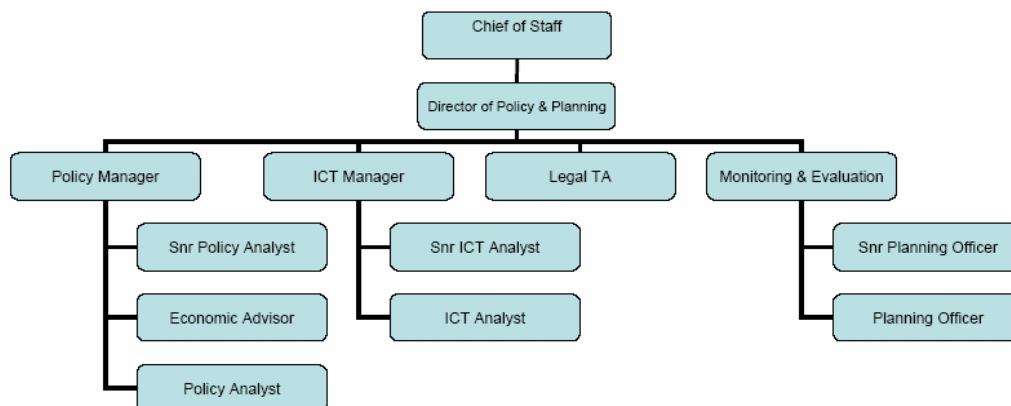 Chief of Staff
Director of Policy & Planning
Policy Manager
ICT Manager
Legal TA
Monitoring & Evaluation
Snr Policy Analyst
Snr ICT Analyst
Snr Planning Officer
Economic Advisor
ICT Analyst
Planning Officer
Policy Analyst